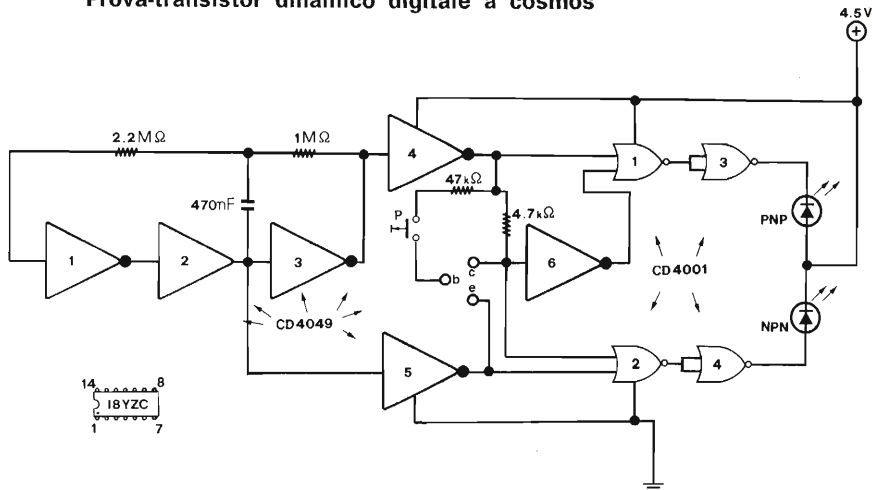 Prova-transistor dinamico digitale a cosmos
4.5V
2.2MΩ
1MΩ
4
1
3
47kΩ
470nF
P
4.7kΩ
PNP
1
2
3
c
b
e
6
CD4001
CD4049
NPN
5
2
4
14 8
I8YZC
1 7